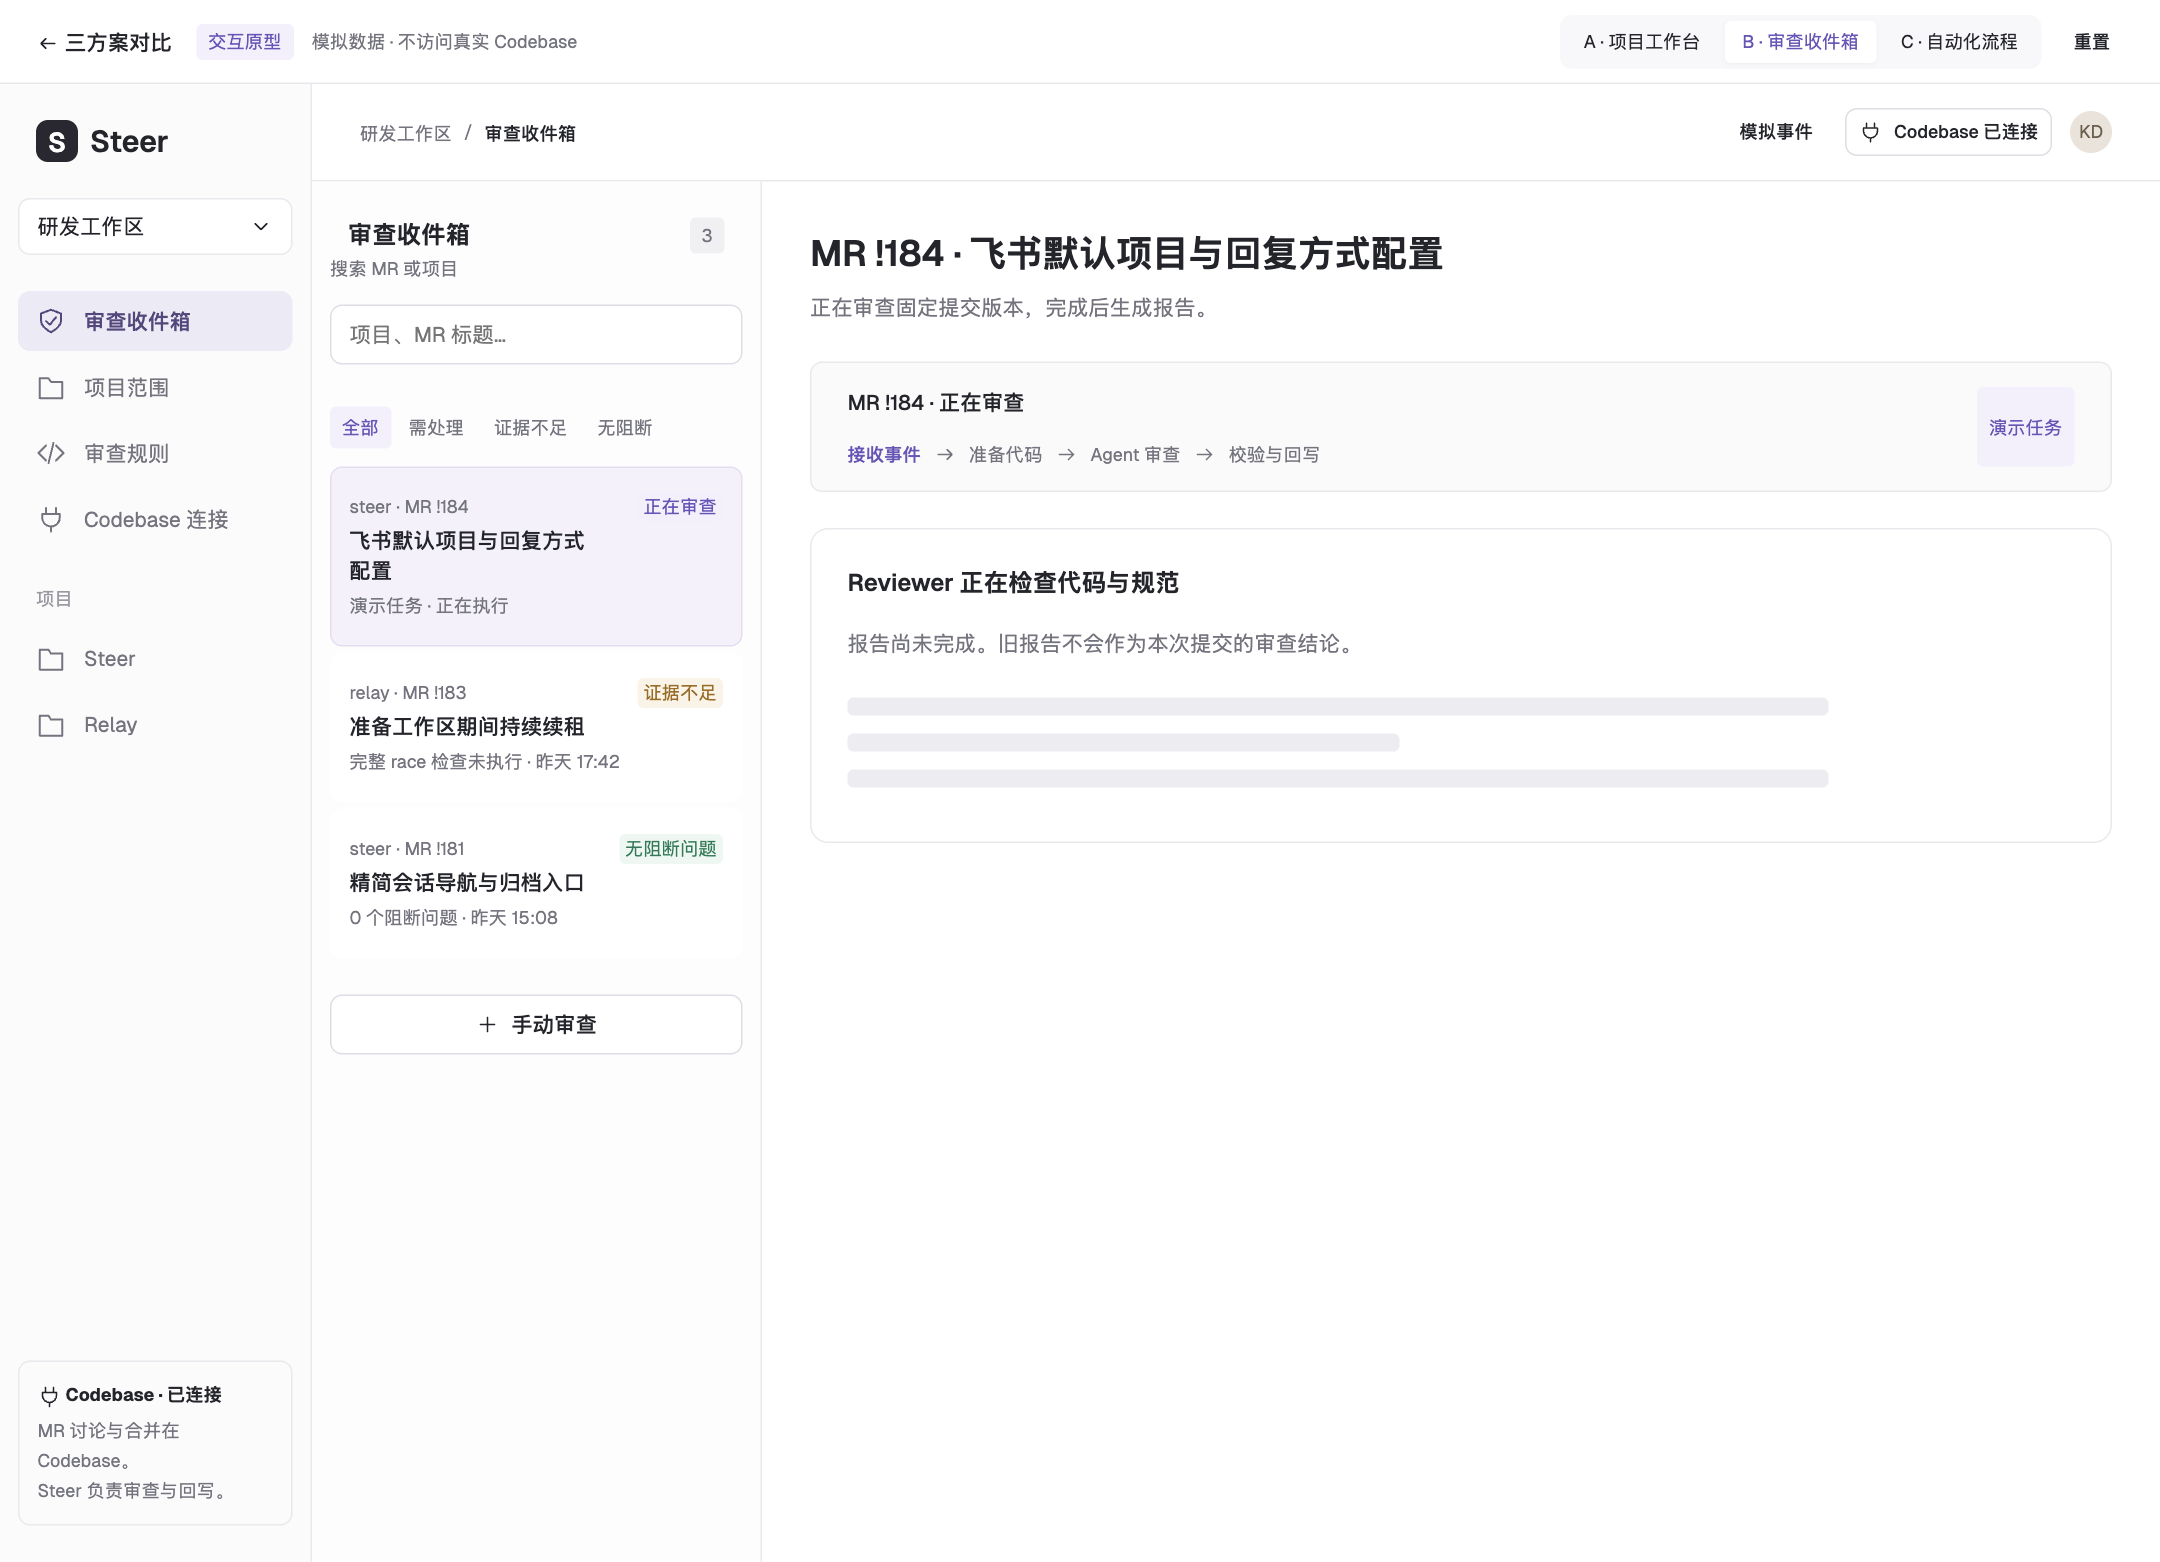 ← 三方案对比
交互原型
模拟数据 · 不访问真实 Codebase
A · 项目工作台
B · 审查收件箱
C · 自动化流程
重置
S Steer
研发工作区
审查收件箱
项目范围
审查规则
Codebase 连接
项目
Steer
Relay
Codebase · 已连接
MR 讨论与合并在
Codebase。
Steer 负责审查与回写。
研发工作区 / 审查收件箱
模拟事件
Codebase 已连接
KD
审查收件箱
3
搜索 MR 或项目
项目、MR 标题...
全部
需处理
证据不足
无阻断
steer · MR !184
正在审查
飞书默认项目与回复方式
配置
演示任务 · 正在执行
relay · MR !183
证据不足
准备工作区期间持续续租
完整 race 检查未执行 · 昨天 17:42
steer · MR !181
无阻断问题
精简会话导航与归档入口
0 个阻断问题 · 昨天 15:08
+ 手动审查
MR !184 · 飞书默认项目与回复方式配置
正在审查固定提交版本，完成后生成报告。
MR !184 · 正在审查
接收事件 → 准备代码 → Agent 审查 → 校验与回写
演示任务
Reviewer 正在检查代码与规范
报告尚未完成。旧报告不会作为本次提交的审查结论。